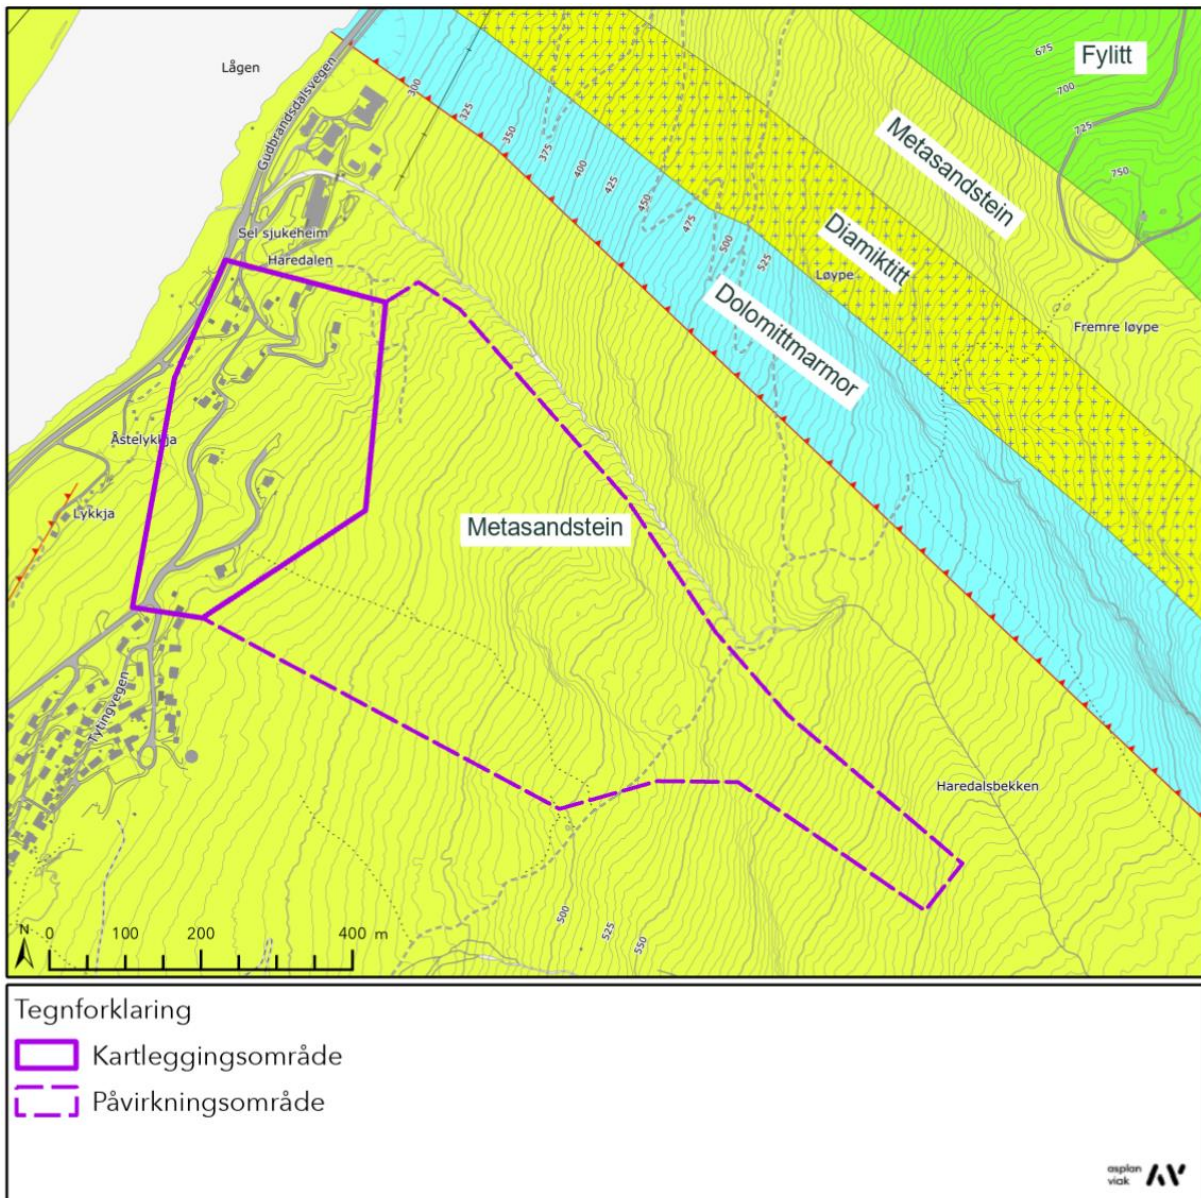 Lågen
Gudbrandsdalsvegen
675
Fylitt
700
725
750
Metasandstein
300
325
350
375
400
425
450
475
500
525
Diamiktitt
Løype
Dolomittmarmor
Fremre løype
Sel sjukeheim
Haredalen
Åstelykkja
Lykkja
Metasandstein
Tytingvegen
Haredalsbekken
500
525
550
N 0 100 200 400 m
Tegnforklaring
Kartleggingsområde
Påvirkningsområde
asplan
viak